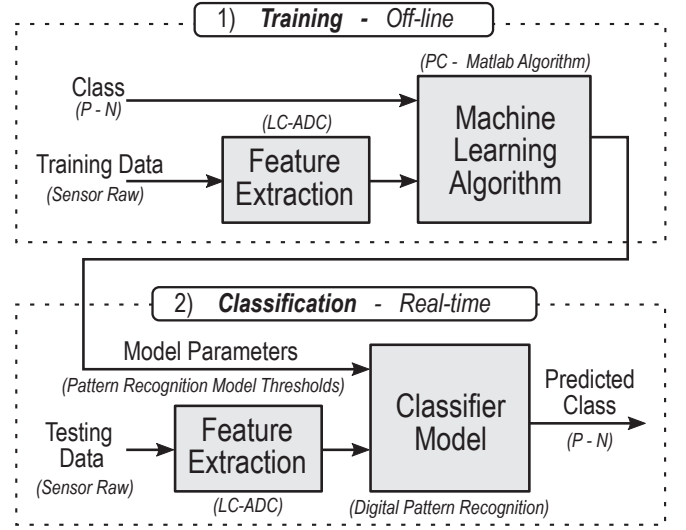 1) Training - Off-line
(PC - Matlab Algorithm)
Class
(P - N)
(LC-ADC)
Machine
Learning
Algorithm
Training Data
(Sensor Raw)
Feature
Extraction
2) Classification - Real-time
Model Parameters
(Pattern Recognition Model Thresholds)
Classifier
Model
Predicted
Class
(P - N)
Testing
Data
(Sensor Raw)
Feature
Extraction
(LC-ADC)
(Digital Pattern Recognition)